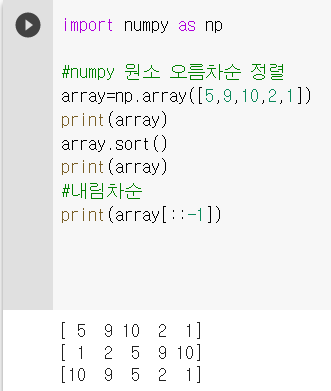 import numpy as np
#numpy 원소 오름차순 정렬
array=np.array([5,9,10,2,1])
print(array)
array.sort()
print(array)
#내림차순
print(array[::-1])
[ 5  9 10  2  1]
[ 1  2  5  9 10]
[10  9  5  2  1]